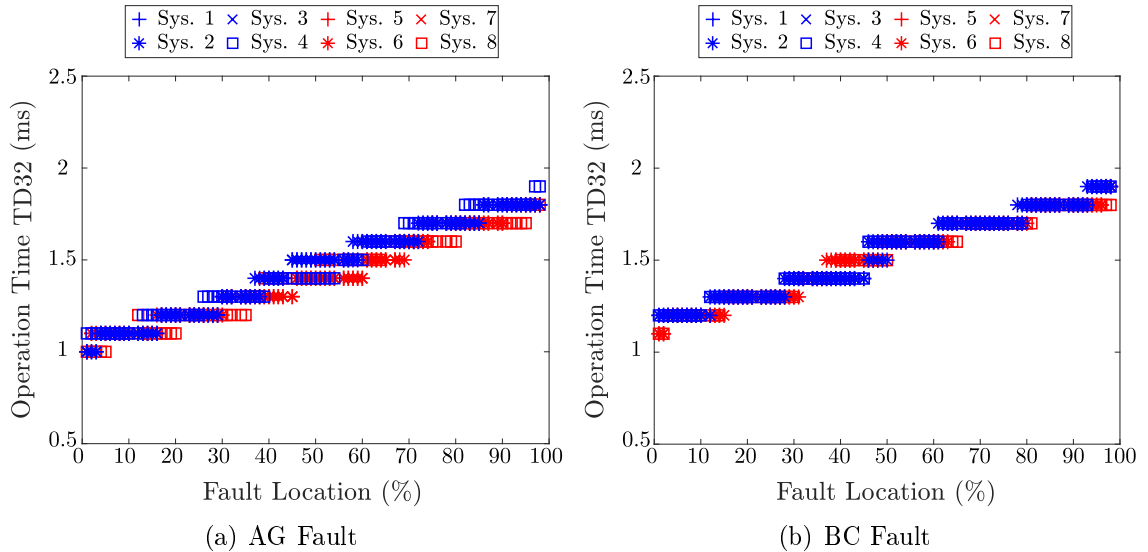 Sys. 1 Sys. 3 Sys. 5 Sys. 7
Sys. 2 Sys. 4 Sys. 6 Sys. 8
2.5
2
1.5
1
0.5
0 10 20 30 40 50 60 70 80 90 100
Operation Time TD32 (ms)
Fault Location (%)
(a) AG Fault
Sys. 1 Sys. 3 Sys. 5 Sys. 7
Sys. 2 Sys. 4 Sys. 6 Sys. 8
2.5
2
1.5
1
0.5
0 10 20 30 40 50 60 70 80 90 100
Operation Time TD32 (ms)
Fault Location (%)
(b) BC Fault